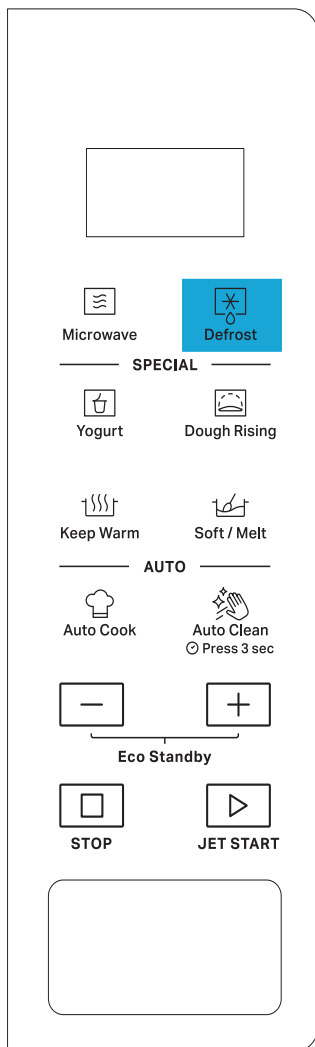 Microwave Defrost
SPECIAL
Yogurt Dough Rising
Keep Warm Soft / Melt
AUTO
Auto Cook Auto Clean
Press 3 sec
Eco Standby
STOP JET START